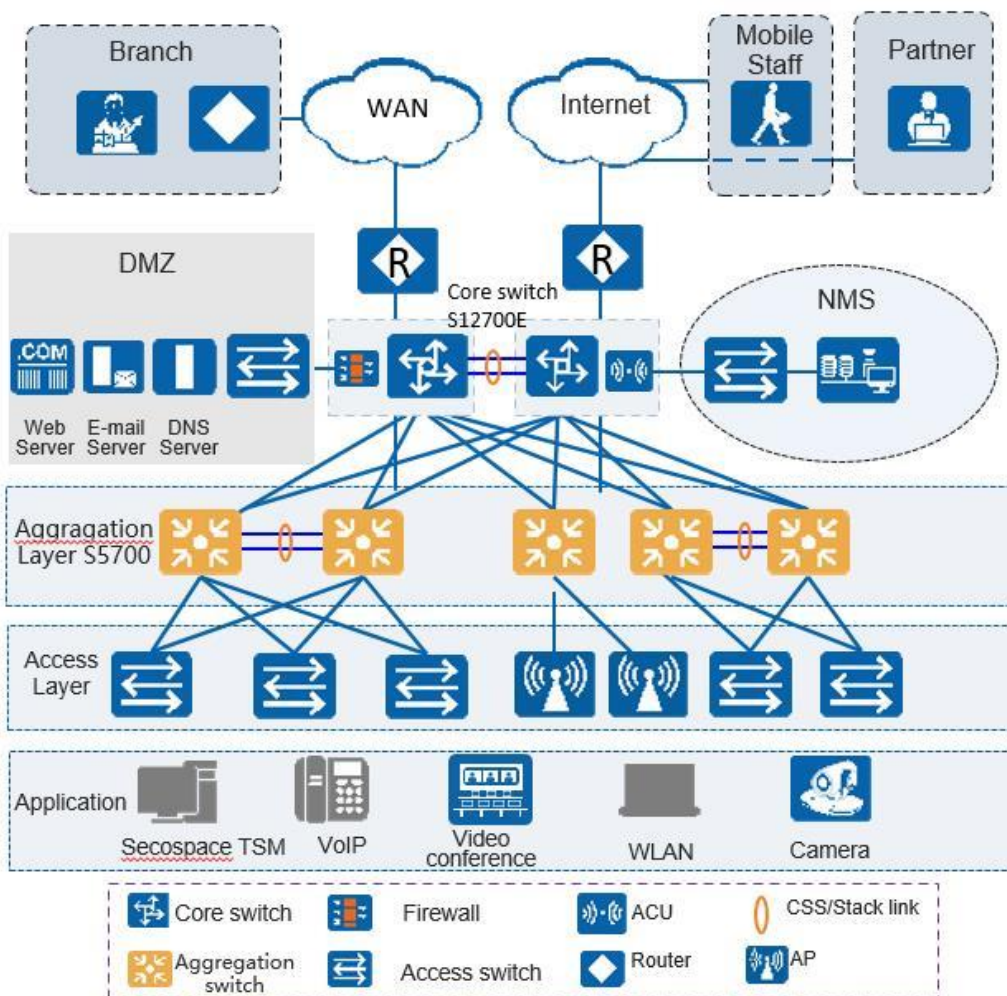 Branch
WAN
Internet
Mobile
Staff
Partner
DMZ
R
R
Core switch
S12700E
NMS
.COM
Web
Server
E-mail
Server
DNS
Server
Aggragation
Layer S5700
Access
Layer
Application
Secospace TSM
VoIP
Video
conference
WLAN
Camera
Core switch
Firewall
ACU
CSS/Stack link
Aggregation
switch
Access switch
Router
AP